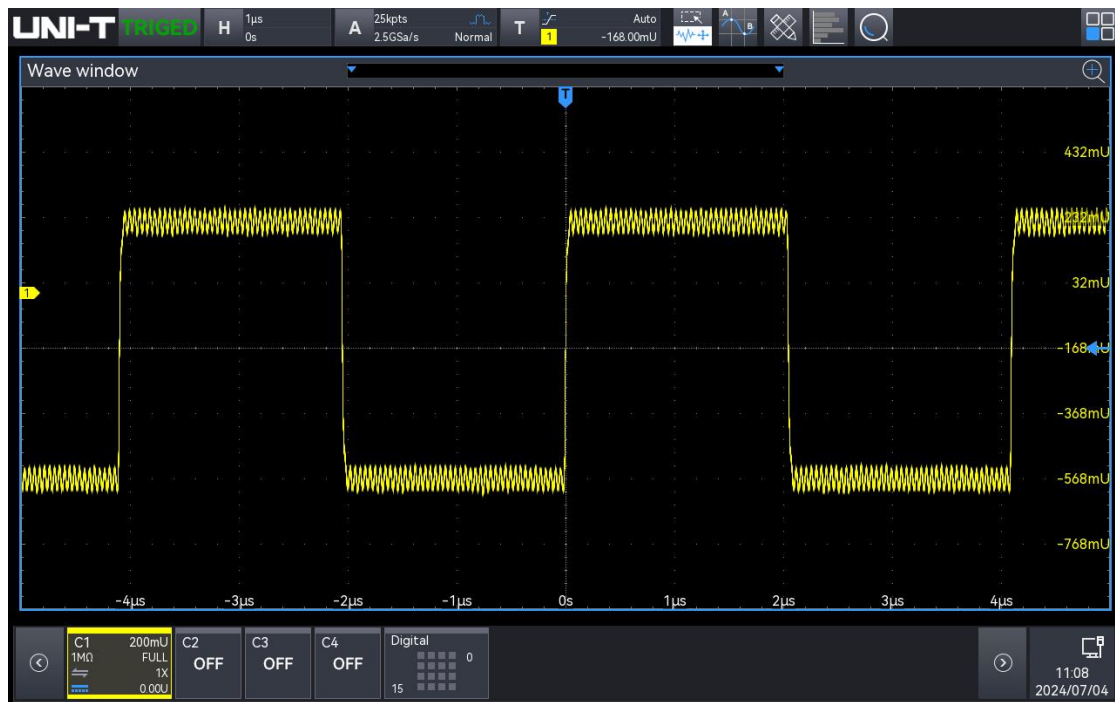 UNI-T TRIGED H 1μs 0s A 25kpts 2.5GSa/s Normal T 1 Auto -168.00mU A B
Wave window
T
432mU
232mU
1
32mU
-168mU
-368mU
-568mU
-768mU
-4μs -3μs -2μs -1μs 0s 1μs 2μs 3μs 4μs
C1 200mU
1MΩ FULL
1X
0.00U
C2
OFF
C3
OFF
C4
OFF
Digital
0
15
11:08
2024/07/04